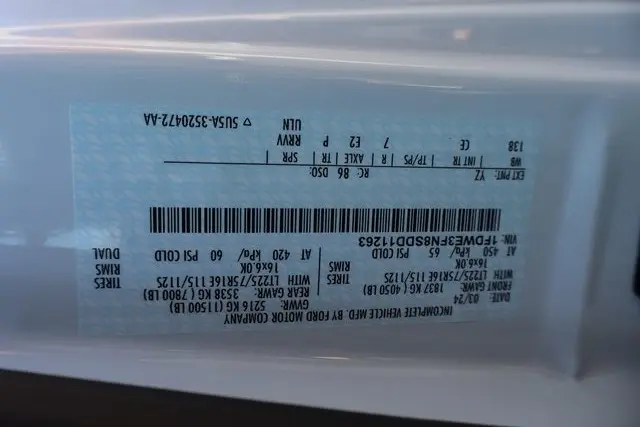 INCOMPLETE VEHICLE MFD. BY FORD MOTOR COMPANY
DATE: 03/24 GVWR: 5216 KG (11500 LB)
FRONT GAWR: 1837 KG (4050 LB) REAR GAWR: 3538 KG (7800 LB)
WITH LT225/75R16E 115/112S TIRES WITH LT225/75R16E 115/112S TIRES
16x6.0K RIMS 16x6.0K RIMS
AT 450 kPa/ 65 PSI COLD AT 420 kPa/ 60 PSI COLD DUAL
VIN: 1FDWE3FN8SDD11263
EXT PNT: YZ RC: 86 DSO:
WB INT TR TP/PS R AXLE TR SPR
138 CE 7 E2 P RRVV
ULN ▽ 5U5A-3520472-AA